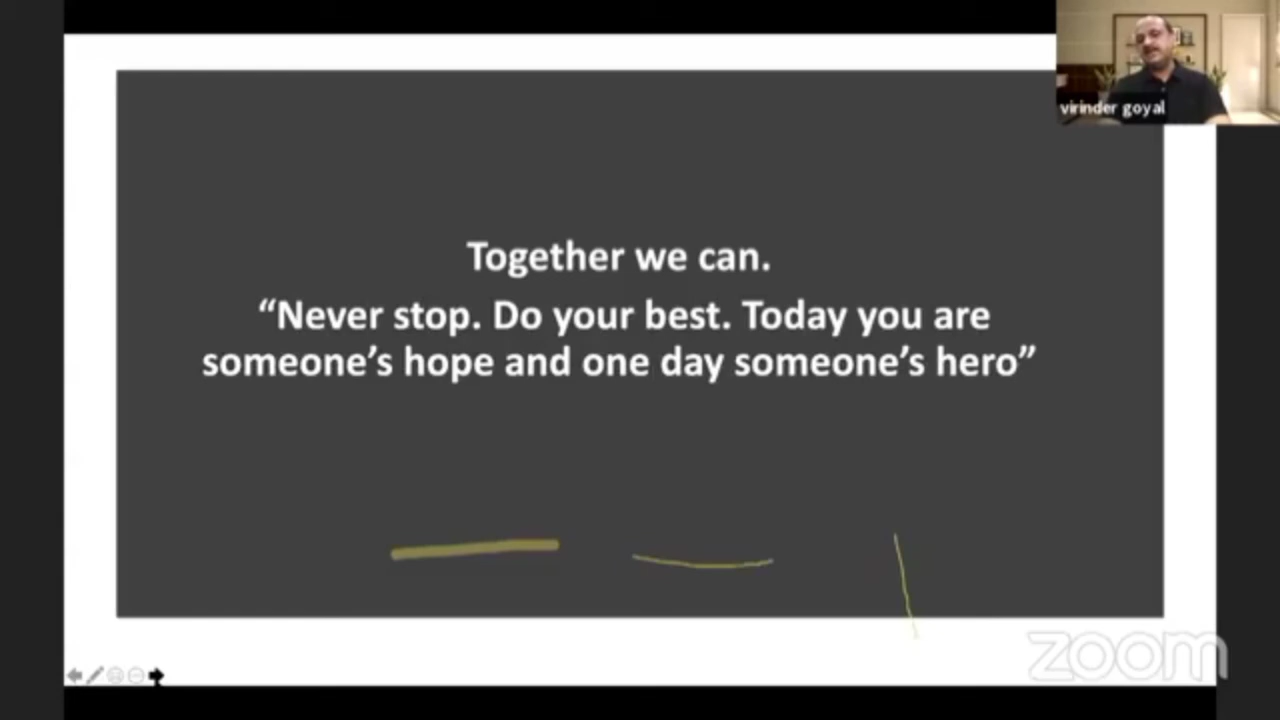 virinder goyal
Together we can.
“Never stop. Do your best. Today you are
someone’s hope and one day someone’s hero”
zoom